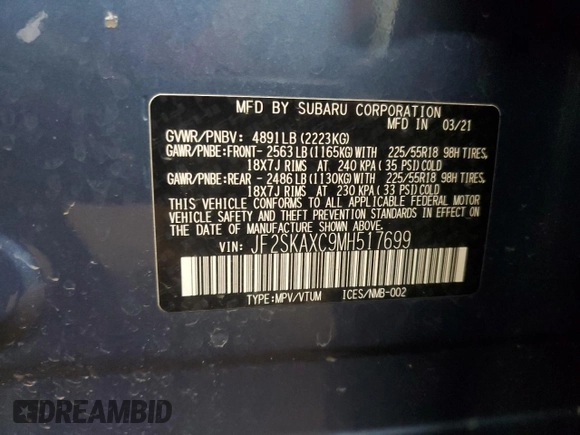 MFD BY SUBARU CORPORATION
MFD IN 03/21
GVWR/PNBV: 4891LB(2223KG)
GAWR/PNBE:FRONT-2563LB(1165KG)WITH 225/55R18 98H TIRES,
18X7J RIMS AT 240 KPA(35 PSI)COLD
GAWR/PNBE:REAR-2486LB(1130KG)WITH 225/55R18 98H TIRES,
18X7J RIMS AT 230 KPA(33 PSI)COLD
THIS VEHICLE CONFORMS TO ALL APPLICABLE FEDERAL MOTOR
VEHICLE SAFETY AND THEFT PREVENTION STANDARDS IN EFFECT ON
THE DATE OF MANUFACTURE SHOWN ABOVE.
VIN: JF2SKAXC9MH517699
TYPE:MPV/VTUM ICES/NMB-002
DREAMBID